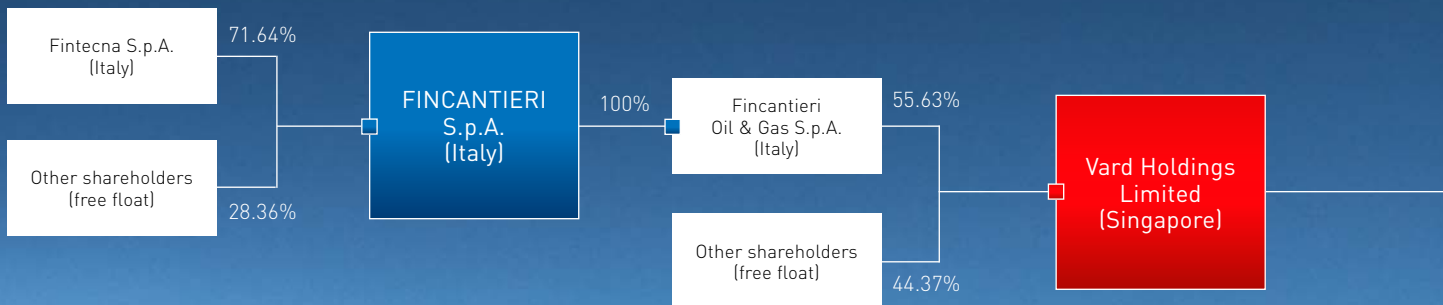 Fintecna S.p.A.
(Italy)
71.64%
Other shareholders
(free float)
28.36%
FINCANTIERI
S.p.A.
(Italy)
100%
Fincantieri
Oil & Gas S.p.A.
(Italy)
55.63%
Other shareholders
(free float)
44.37%
Vard Holdings
Limited
(Singapore)